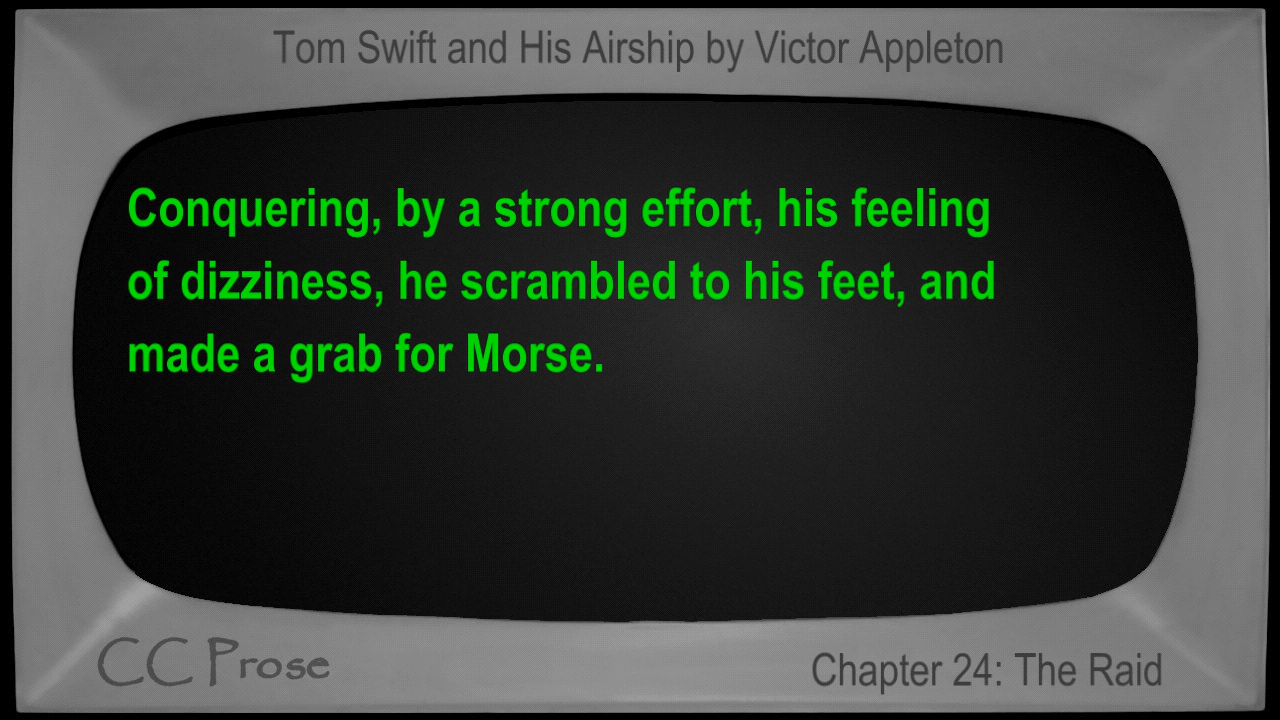 Tom Swift and His Airship by Victor Appleton
Conquering, by a strong effort, his feeling
of dizziness, he scrambled to his feet, and
made a grab for Morse.
CC Prose
Chapter 24: The Raid